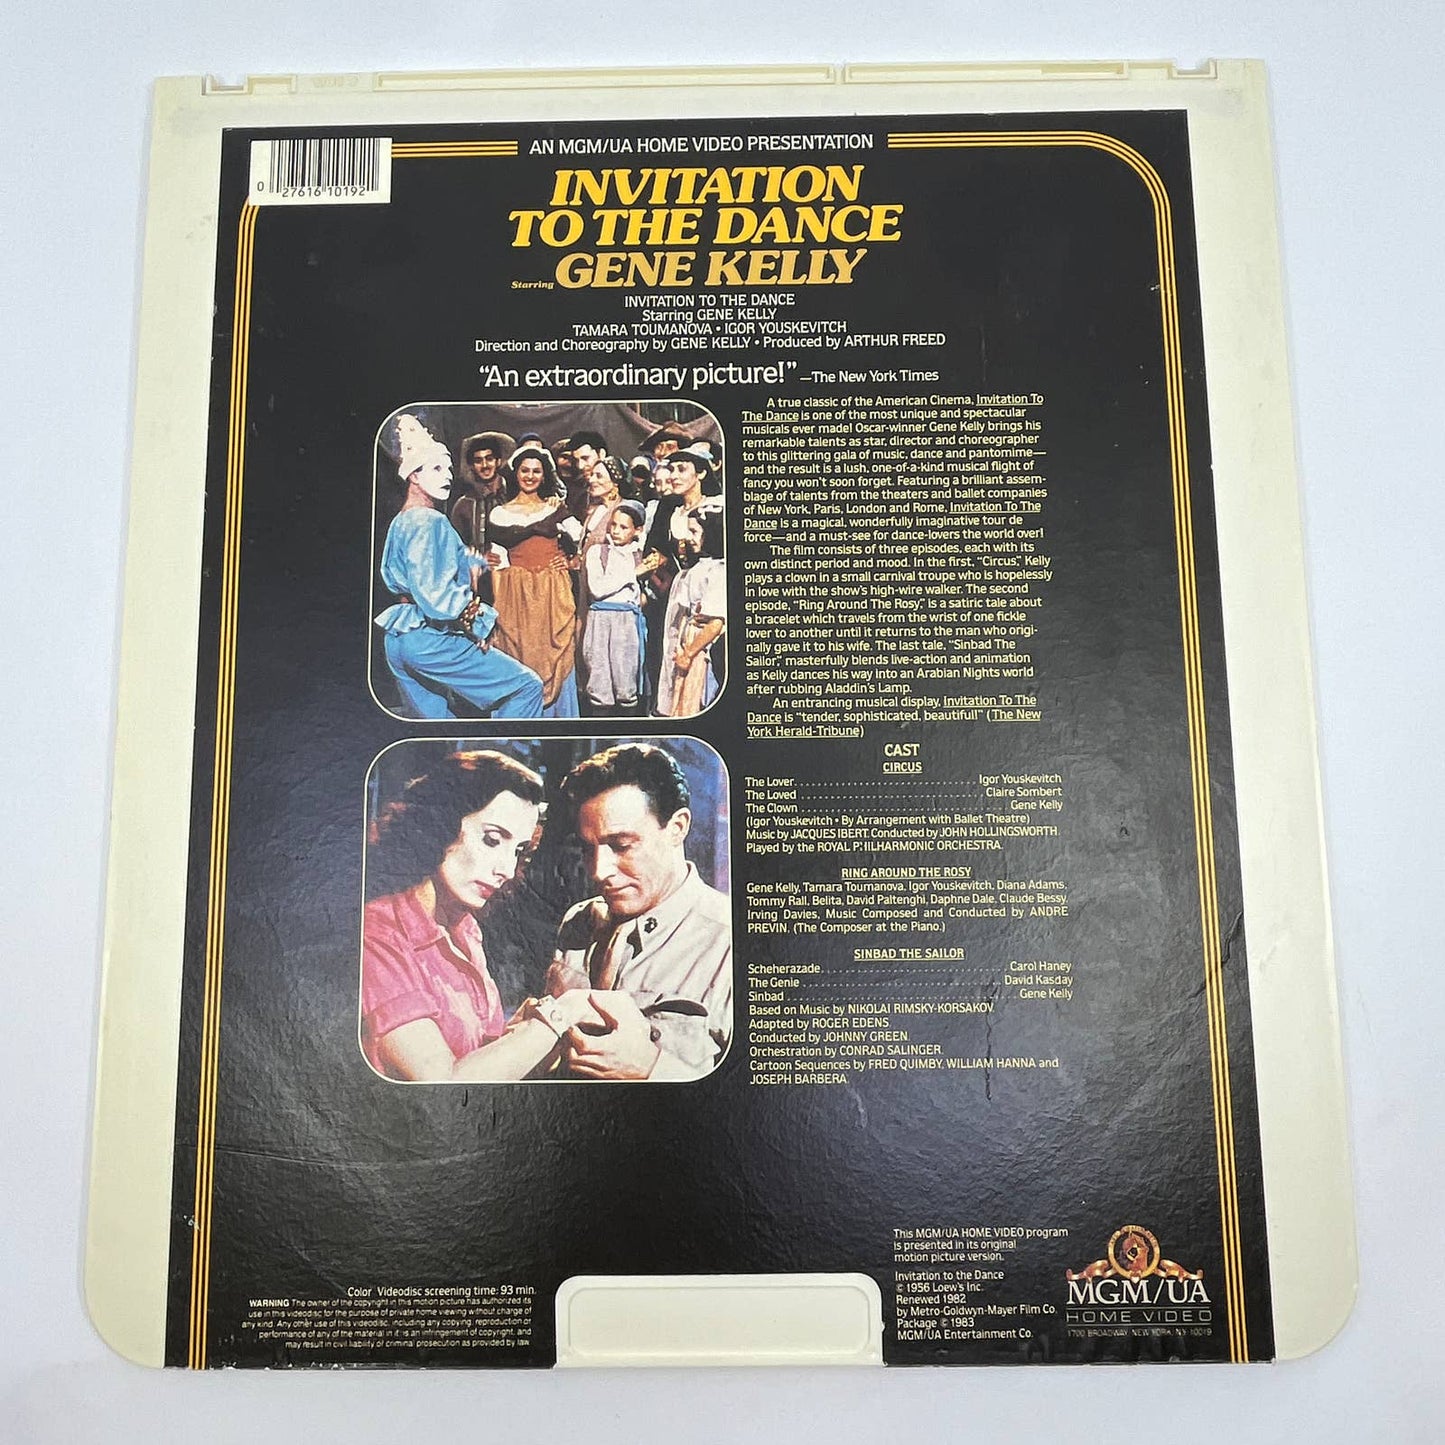 0 27616 10192
AN MGM/UA HOME VIDEO PRESENTATION
INVITATION
TO THE DANCE
Starring GENE KELLY
INVITATION TO THE DANCE
Starring GENE KELLY
TAMARA TOUMANOVA • IGOR YOUSKEVITCH
Direction and Choreography by GENE KELLY • Produced by ARTHUR FREED
“An extraordinary picture!” —The New York Times
A true classic of the American Cinema, Invitation To
The Dance is one of the most unique and spectacular
musicals ever made! Oscar-winner Gene Kelly brings his
remarkable talents as star, director and choreographer
to this glittering gala of music, dance and pantomime—
and the result is a lush, one-of-a-kind musical flight of
fancy you won't soon forget. Featuring a brilliant assem-
blage of talents from the theaters and ballet companies
of New York, Paris, London and Rome, Invitation To The
Dance is a magical, wonderfully imaginative tour de
force—and a must-see for dance-lovers the world over!
The film consists of three episodes, each with its
own distinct period and mood. In the first, “Circus,” Kelly
plays a clown in a small carnival troupe who is hopelessly
in love with the show's high-wire walker. The second
episode, “Ring Around The Rosy,” is a satiric tale about
a bracelet which travels from the wrist of one fickle
lover to another until it returns to the man who origi-
nally gave it to his wife. The last tale, “Sinbad The
Sailor,” masterfully blends live-action and animation
as Kelly dances his way into an Arabian Nights world
after rubbing Aladdin's Lamp.
An entrancing musical display, Invitation To The
Dance is “tender, sophisticated, beautiful!” (The New
York Herald-Tribune)
CAST
CIRCUS
The Lover Igor Youskevitch
The Loved Claire Sombert
The Clown Gene Kelly
(Igor Youskevitch • By Arrangement with Ballet Theatre)
Music by JACQUES IBERT. Conducted by JOHN HOLLINGSWORTH.
Played by the ROYAL PHILHARMONIC ORCHESTRA.
RING AROUND THE ROSY
Gene Kelly, Tamara Toumanova, Igor Youskevitch, Diana Adams,
Tommy Rall, Belita, David Paltenghi, Daphne Dale, Claude Bessy,
Irving Davies, Music Composed and Conducted by ANDRE
PREVIN. (The Composer at the Piano.)
SINBAD THE SAILOR
Scheherazade Carol Haney
The Genie David Kasday
Sinbad Gene Kelly
Based on Music by NIKOLAI RIMSKY-KORSAKOV.
Adapted by ROGER EDENS.
Conducted by JOHNNY GREEN.
Orchestration by CONRAD SALINGER.
Cartoon Sequences by FRED QUIMBY, WILLIAM HANNA and
JOSEPH BARBERA.
This MGM/UA HOME VIDEO program
is presented in its original
motion picture version.
Invitation to the Dance
© 1956 Loew's Inc.
Renewed 1982
by Metro-Goldwyn-Mayer Film Co.
Package © 1983
MGM/UA Entertainment Co.
MGM/UA
HOME VIDEO
1700 BROADWAY, NEW YORK, NY 10019
Color Videodisc screening time: 93 min.
WARNING The owner of the copyright in this motion picture has authorized its
use in this videodisc for the purpose of private home viewing without charge of
any kind. Any other use of this videodisc, including any copying, reproduction or
performance of any of the material in it is an infringement of copyright, and
may result in civil liability of criminal prosecution as provided by law.